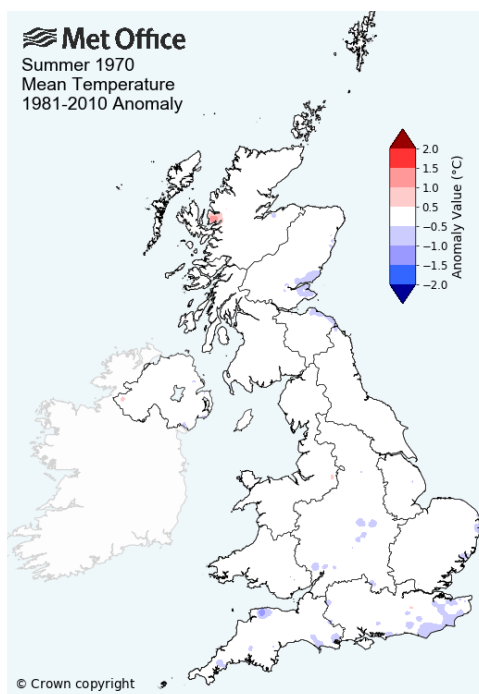 Met Office
Summer 1970
Mean Temperature
1981-2010 Anomaly
2.0
1.5
1.0
0.5
−0.5
−1.0
−1.5
−2.0
Anomaly Value (°C)
© Crown copyright